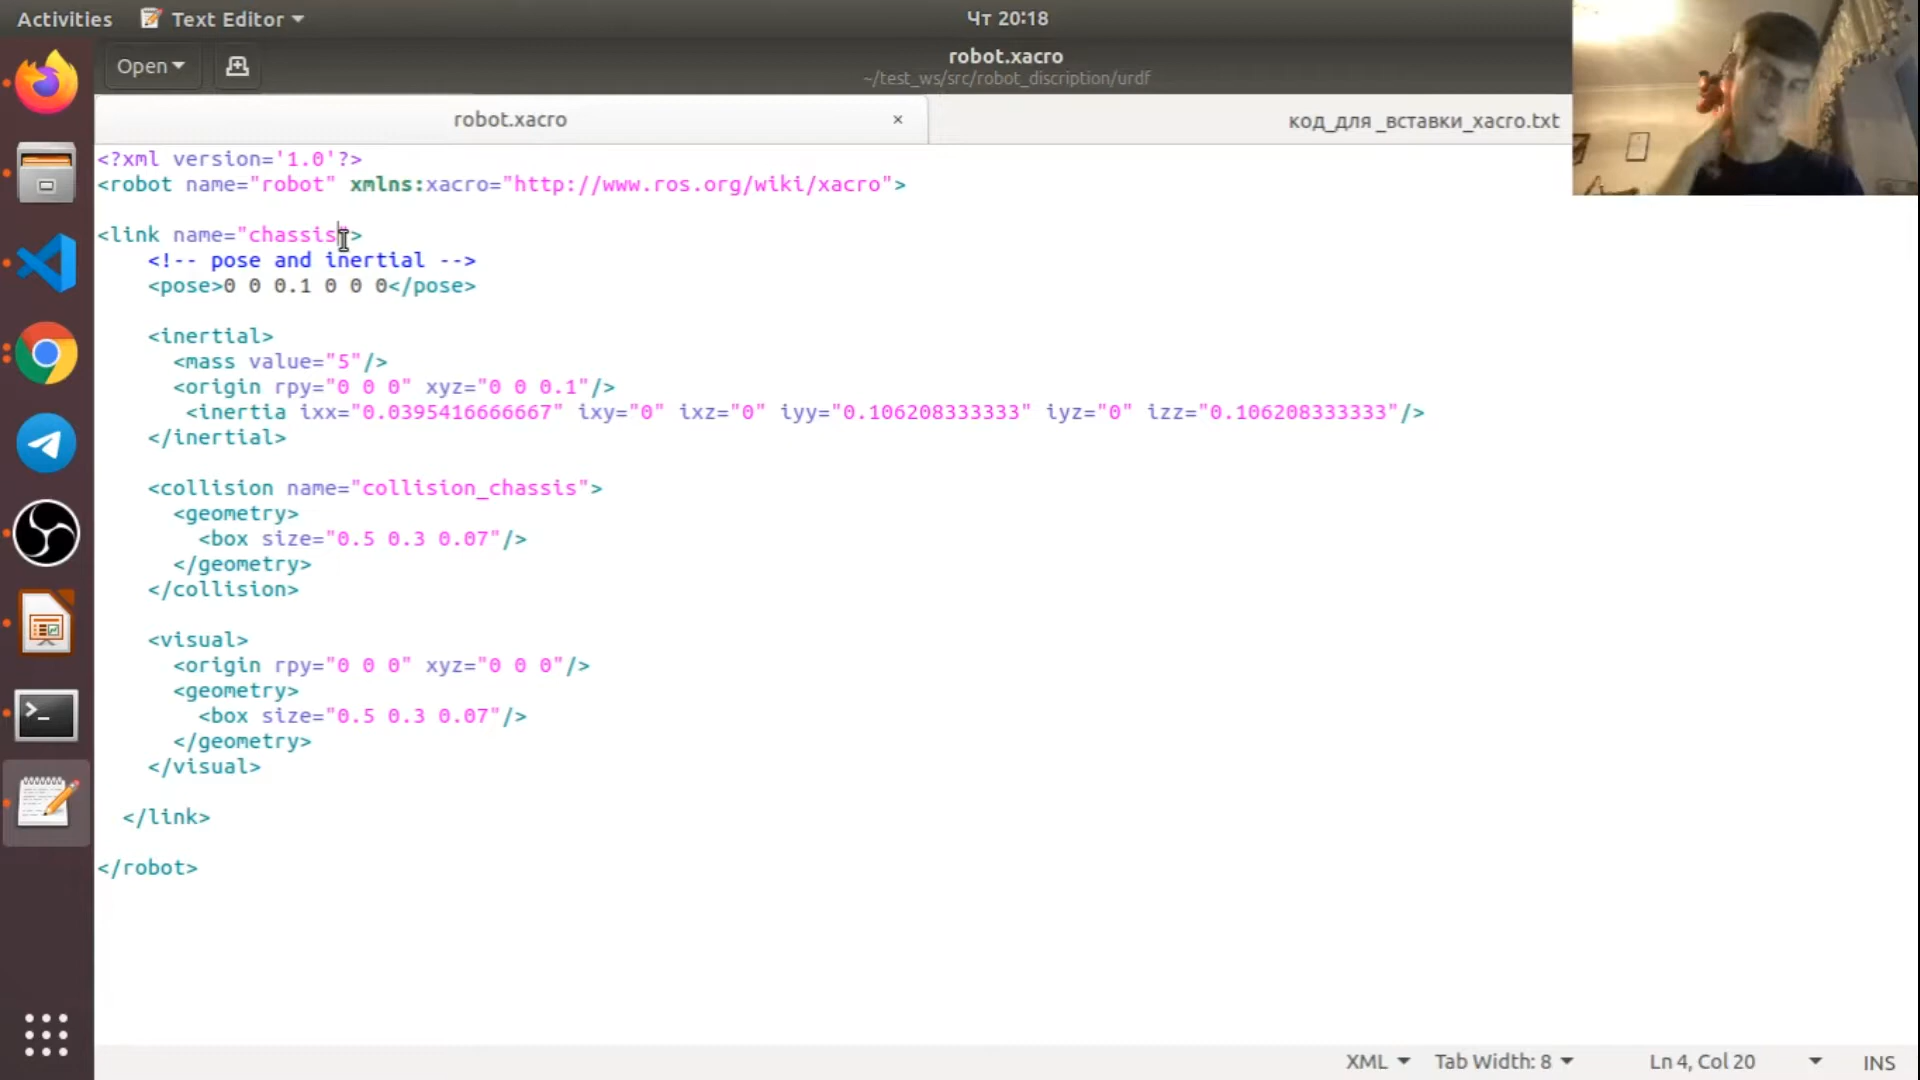 Activities Text Editor Чт 20:18
Open robot.xacro
~/test_ws/src/robot_discription/urdf
robot.xacro × код_для _вставки_xacro.txt
<?xml version='1.0'?>
<robot name="robot" xmlns:xacro="http://www.ros.org/wiki/xacro">
<link name="chassis">
<!-- pose and inertial -->
<pose>0 0 0.1 0 0 0</pose>
<inertial>
<mass value="5"/>
<origin rpy="0 0 0" xyz="0 0 0.1"/>
<inertia ixx="0.0395416666667" ixy="0" ixz="0" iyy="0.106208333333" iyz="0" izz="0.106208333333"/>
</inertial>
<collision name="collision_chassis">
<geometry>
<box size="0.5 0.3 0.07"/>
</geometry>
</collision>
<visual>
<origin rpy="0 0 0" xyz="0 0 0"/>
<geometry>
<box size="0.5 0.3 0.07"/>
</geometry>
</visual>
</link>
</robot>
XML Tab Width: 8 Ln 4, Col 20 INS